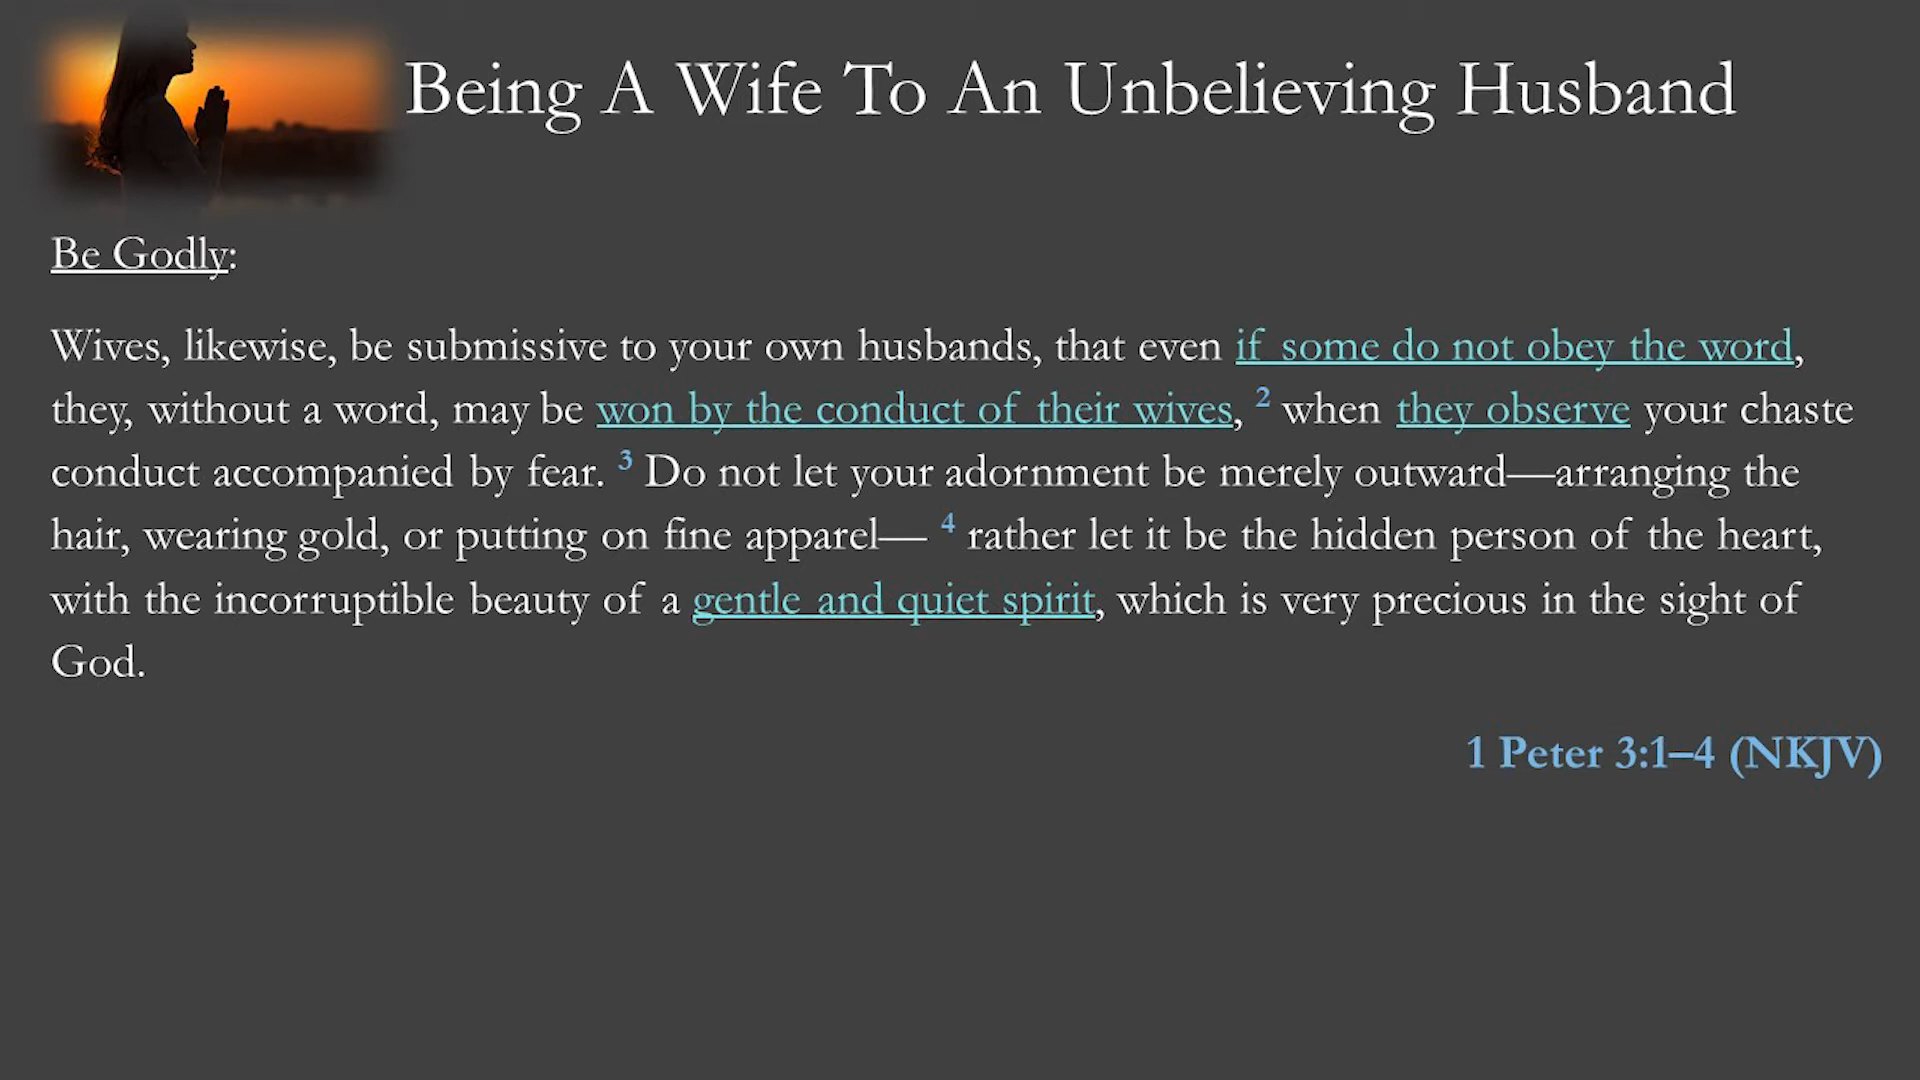 Being A Wife To An Unbelieving Husband
Be Godly:
Wives, likewise, be submissive to your own husbands, that even if some do not obey the word,
they, without a word, may be won by the conduct of their wives, 2 when they observe your chaste
conduct accompanied by fear. 3 Do not let your adornment be merely outward—arranging the
hair, wearing gold, or putting on fine apparel— 4 rather let it be the hidden person of the heart,
with the incorruptible beauty of a gentle and quiet spirit, which is very precious in the sight of
God.
1 Peter 3:1–4 (NKJV)